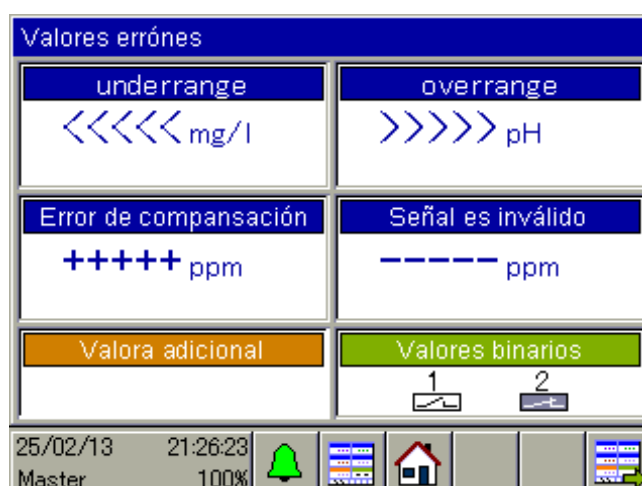 Valores errónes
underrange
overrange
<<<<< mg/l
>>>>> pH
Error de compansación
Señal es inválido
+++++ ppm
----- ppm
Valora adicional
Valores binarios
1 2
25/02/13 21:26:23
Master 100%